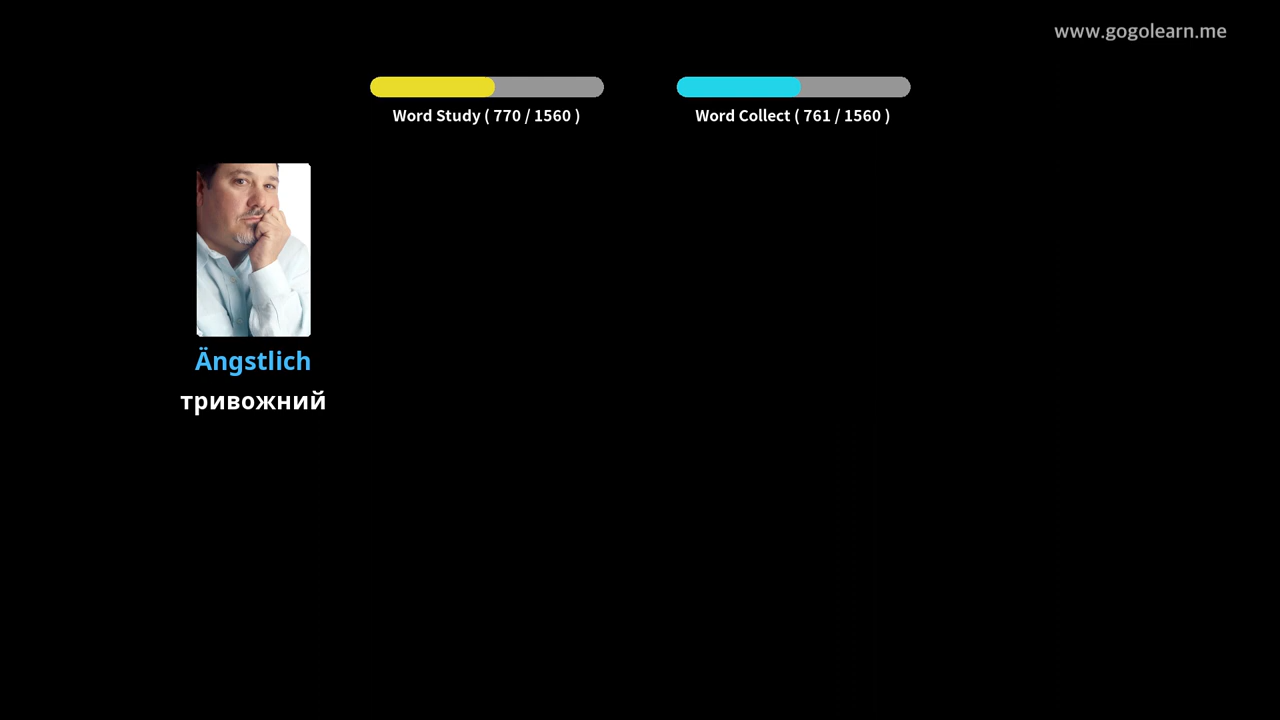 www.gogolearn.me
Word Study ( 770 / 1560 )
Word Collect ( 761 / 1560 )
Ängstlich
тривожний